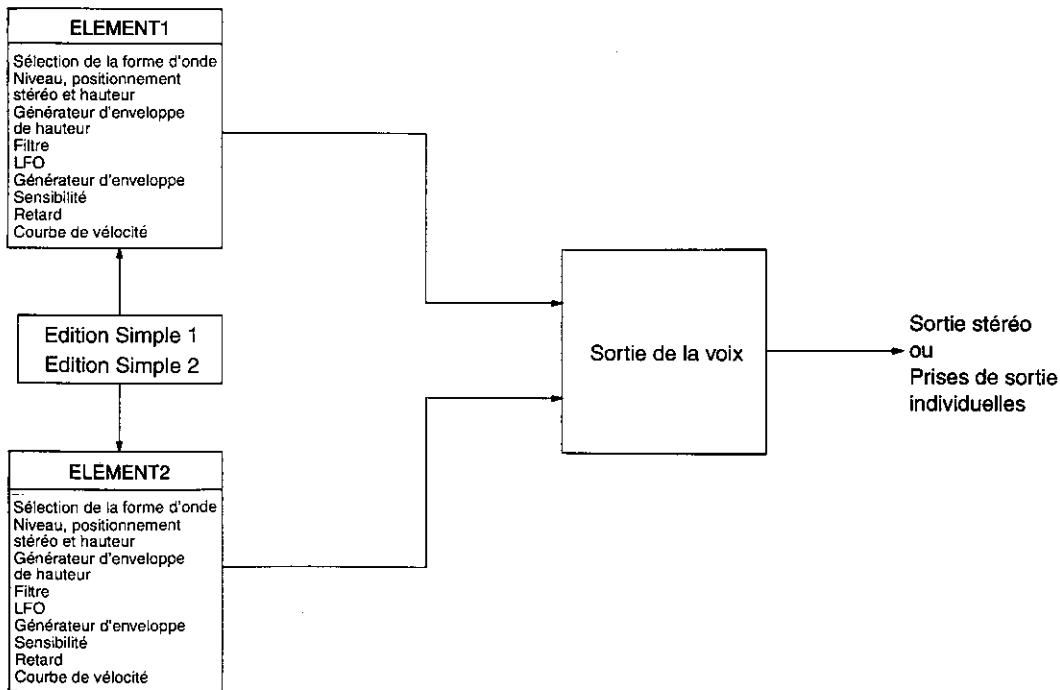 ELEMENT1
Sélection de la forme d'onde
Niveau, positionnement
stéréo et hauteur
Générateur d'enveloppe
de hauteur
Filtre
LFO
Générateur d'enveloppe
Sensibilité
Retard
Courbe de vélocité
Edition Simple 1
Edition Simple 2
ELEMENT2
Sélection de la forme d'onde
Niveau, positionnement
stéréo et hauteur
Générateur d'enveloppe
de hauteur
Filtre
LFO
Générateur d'enveloppe
Sensibilité
Retard
Courbe de vélocité
Sortie de la voix
Sortie stéréo
ou
Prises de sortie
individuelles